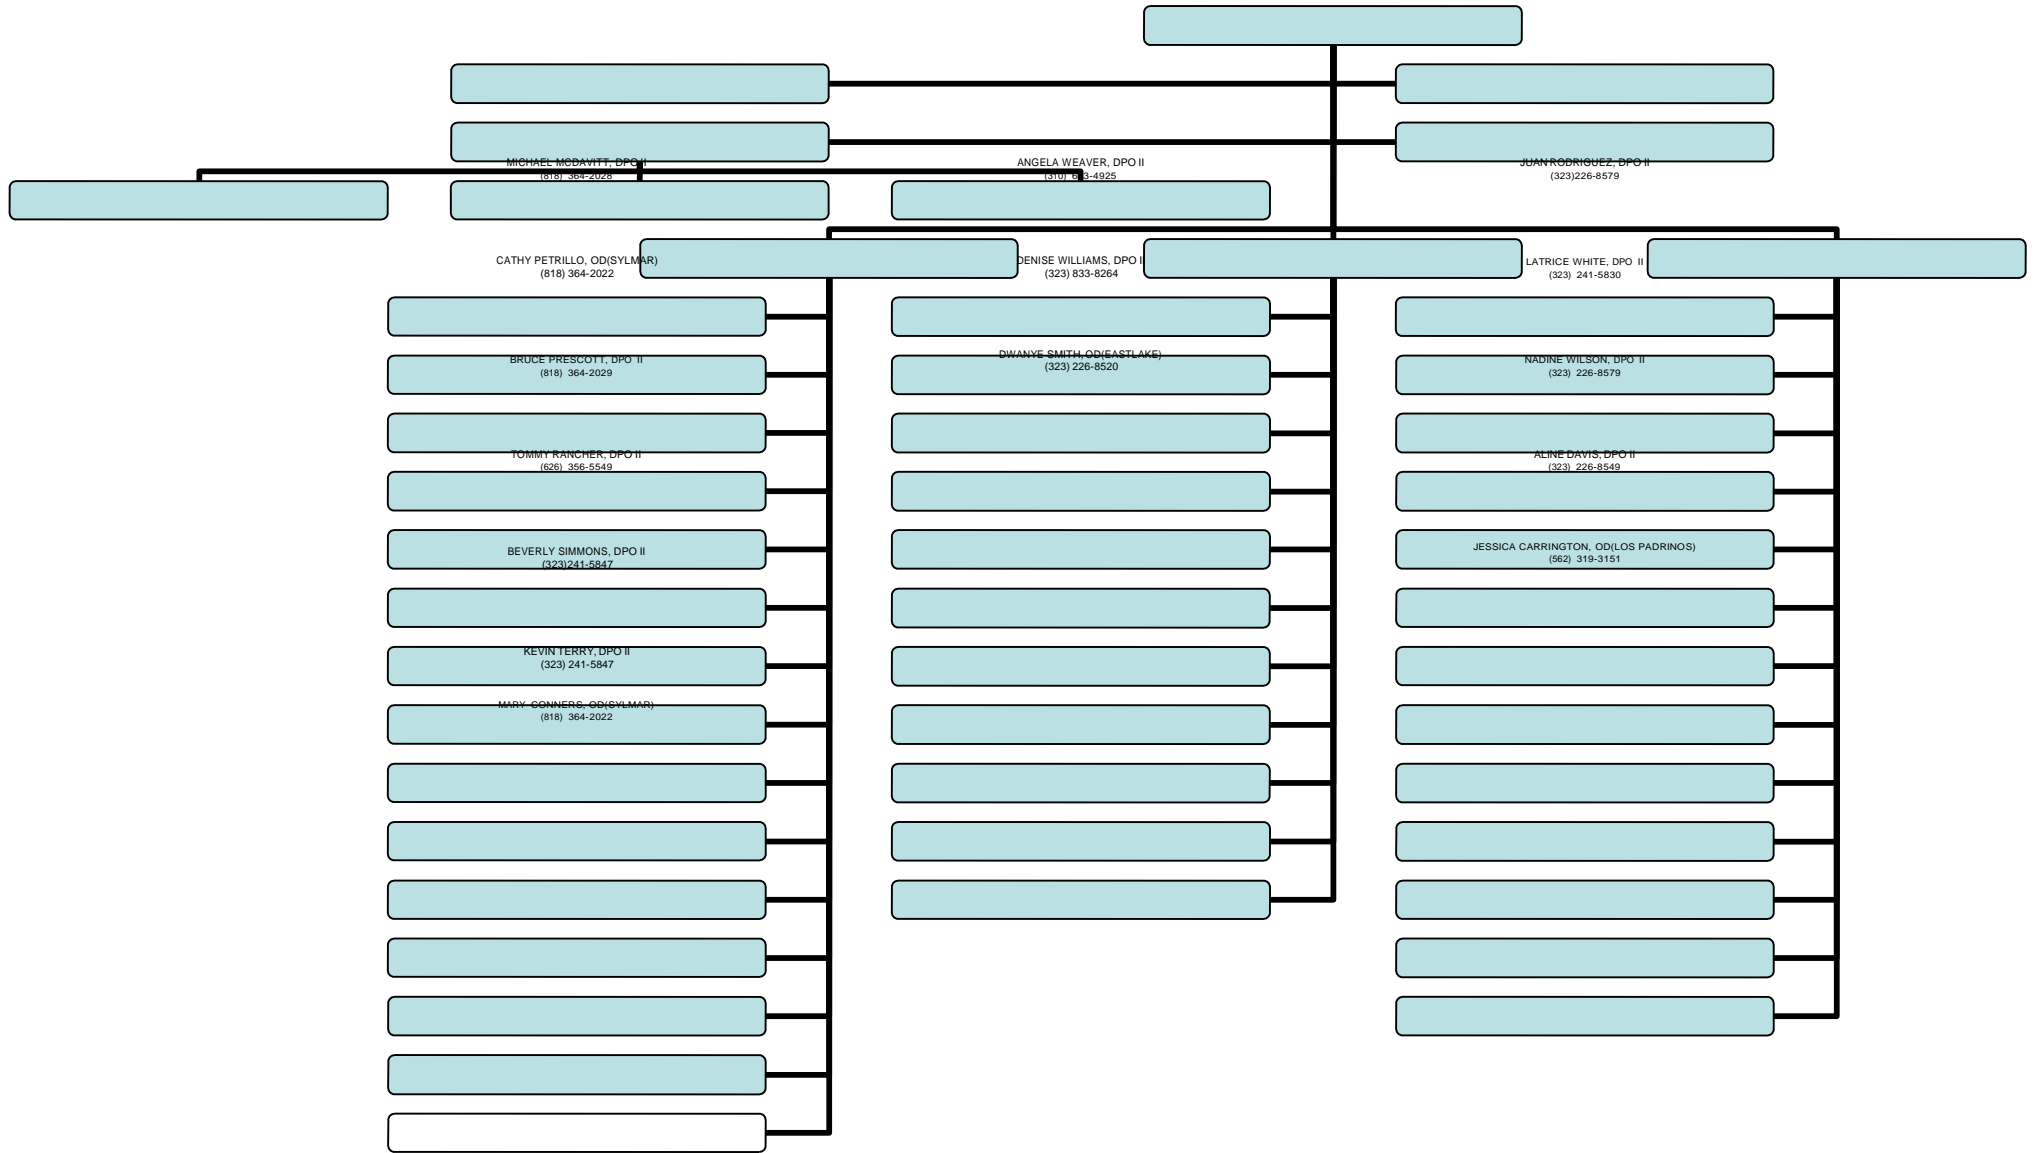 MICHAEL MCDAVITT, DPO II
(818) 364-2028
ANGELA WEAVER, DPO II
(310) 6 3-4925
JUAN RODRIGUEZ, DPO II
(323)226-8579
CATHY PETRILLO, OD(SYLMAR)
(818) 364-2022
DENISE WILLIAMS, DPO II
(323) 833-8264
LATRICE WHITE, DPO II
(323) 241-5830
BRUCE PRESCOTT, DPO II
(818) 364-2029
DWANYE SMITH, OD(EASTLAKE)
(323) 226-8520
NADINE WILSON, DPO II
(323) 226-8579
TOMMY RANCHER, DPO II
(626) 356-5549
ALINE DAVIS, DPO II
(323) 226-8549
BEVERLY SIMMONS, DPO II
(323)241-5847
JESSICA CARRINGTON, OD(LOS PADRINOS)
(562) 319-3151
KEVIN TERRY, DPO II
(323) 241-5847
MARY CONNERS, OD(SYLMAR)
(818) 364-2022